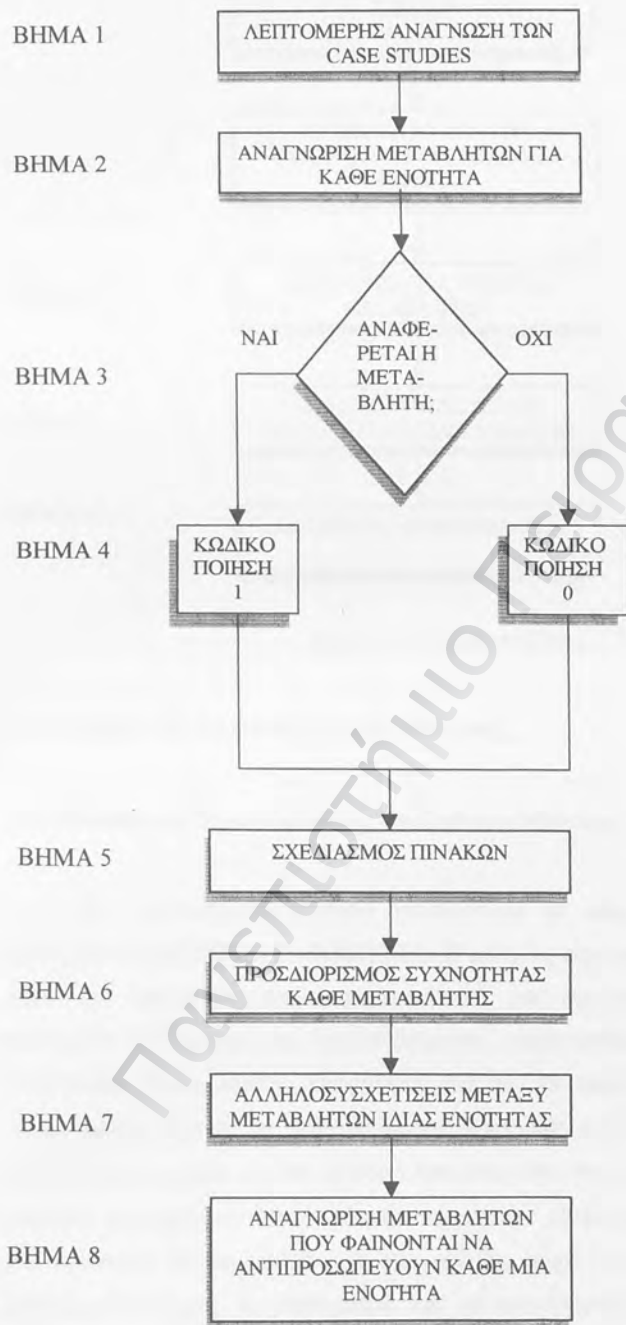 ΒΗΜΑ 1
ΛΕΠΤΟΜΕΡΗΣ ΑΝΑΓΝΩΣΗ ΤΩΝ
CASE STUDIES
ΒΗΜΑ 2
ΑΝΑΓΝΩΡΙΣΗ ΜΕΤΑΒΛΗΤΩΝ ΓΙΑ
ΚΑΘΕ ΕΝΟΤΗΤΑ
ΒΗΜΑ 3
ΝΑΙ
ΑΝΑΦΕ-
ΡΕΤΑΙ Η
ΜΕΤΑ-
ΒΛΗΤΗ;
ΟΧΙ
ΒΗΜΑ 4
ΚΩΔΙΚΟ
ΠΟΙΗΣΗ
1
ΚΩΔΙΚΟ
ΠΟΙΗΣΗ
0
ΒΗΜΑ 5
ΣΧΕΔΙΑΣΜΟΣ ΠΙΝΑΚΩΝ
ΒΗΜΑ 6
ΠΡΟΣΔΙΟΡΙΣΜΟΣ ΣΥΧΝΟΤΗΤΑΣ
ΚΑΘΕ ΜΕΤΑΒΛΗΤΗΣ
ΒΗΜΑ 7
ΑΛΛΗΛΟΣΥΣΧΕΤΙΣΕΙΣ ΜΕΤΑΞΥ
ΜΕΤΑΒΛΗΤΩΝ ΙΔΙΑΣ ΕΝΟΤΗΤΑΣ
ΒΗΜΑ 8
ΑΝΑΓΝΩΡΙΣΗ ΜΕΤΑΒΛΗΤΩΝ
ΠΟΥ ΦΑΙΝΟΝΤΑΙ ΝΑ
ΑΝΤΙΠΡΟΣΩΠΕΥΟΥΝ ΚΑΘΕ ΜΙΑ
ΕΝΟΤΗΤΑ
Πανεπιστήμιο